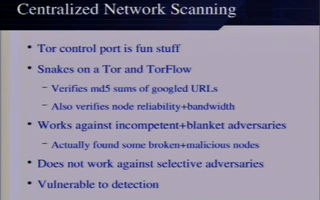 Centralized Network Scanning
• Tor control port is fun stuff
• Snakes on a Tor and TorFlow
– Verifies md5 sums of googled URLs
– Also verifies node reliability+bandwidth
• Works against incompetent+blanket adversaries
– Actually found some broken+malicious nodes
• Does not work against selective adversaries
• Vulnerable to detection